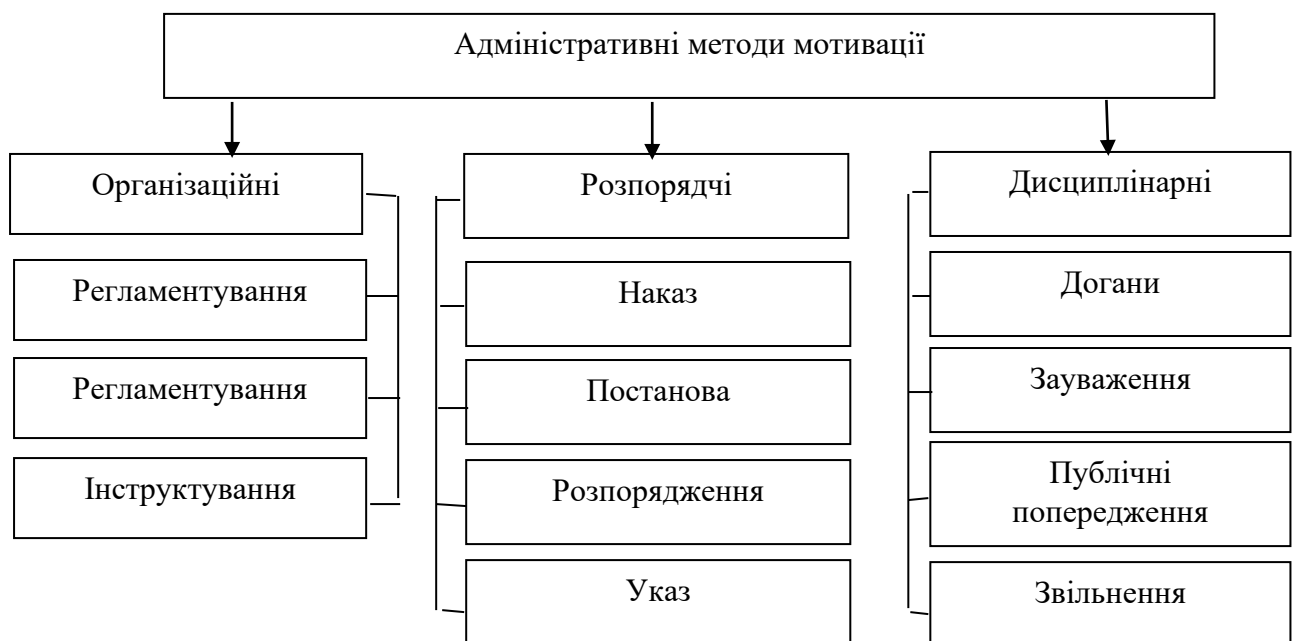 Адміністративні методи мотивації
Організаційні
Регламентування
Регламентування
Інструктування
Розпорядчі
Наказ
Постанова
Розпорядження
Указ
Дисциплінарні
Догани
Зауваження
Публічні
попередження
Звільнення